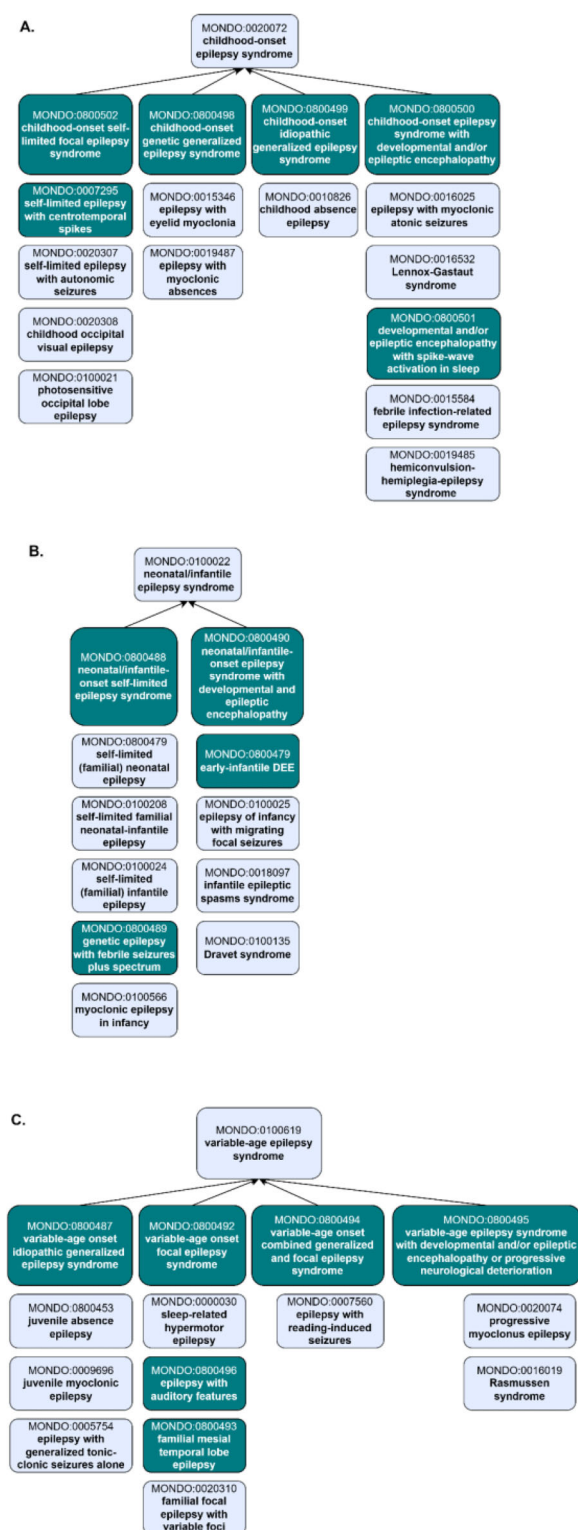 A.
MONDO:0020072
childhood-onset
epilepsy syndrome
MONDO:0800502
childhood-onset self-
limited focal epilepsy
syndrome
MONDO:0800498
childhood-onset
genetic generalized
epilepsy syndrome
MONDO:0800499
childhood-onset
idiopathic
generalized epilepsy
syndrome
MONDO:0800500
childhood-onset epilepsy
syndrome with
developmental and/or
epileptic encephalopathy
MONDO:0007295
self-limited epilepsy
with centrotemporal
spikes
MONDO:0020307
self-limited epilepsy
with autonomic
seizures
MONDO:0020308
childhood occipital
visual epilepsy
MONDO:0100021
photosensitive
occipital lobe
epilepsy
MONDO:0015346
epilepsy with
eyelid myoclonia
MONDO:0019487
epilepsy with
myoclonic
absences
MONDO:0010826
childhood absence
epilepsy
MONDO:0016025
epilepsy with myoclonic
atonic seizures
MONDO:0016532
Lennox-Gastaut
syndrome
MONDO:0800501
developmental and/or
epileptic encephalopathy
with spike-wave
activation in sleep
MONDO:0015584
febrile infection-related
epilepsy syndrome
MONDO:0019485
hemiconvulsion-
hemiplegia-epilepsy
syndrome
B.
MONDO:0100022
neonatal/infantile
epilepsy syndrome
MONDO:0800488
neonatal/infantile-
onset self-limited
epilepsy syndrome
MONDO:0800490
neonatal/infantile-
onset epilepsy
syndrome with
developmental and
epileptic
encephalopathy
MONDO:0800479
self-limited
(familial) neonatal
epilepsy
MONDO:0100208
self-limited familial
neonatal-infantile
epilepsy
MONDO:0100024
self-limited
(familial) infantile
epilepsy
MONDO:0800489
genetic epilepsy
with febrile seizures
plus spectrum
MONDO:0100566
myoclonic epilepsy
in infancy
MONDO:0800479
early-infantile DEE
MONDO:0100025
epilepsy of infancy
with migrating
focal seizures
MONDO:0018097
infantile epileptic
spasms syndrome
MONDO:0100135
Dravet syndrome
C.
MONDO:0100619
variable-age epilepsy
syndrome
MONDO:0800487
variable-age onset
idiopathic generalized
epilepsy syndrome
MONDO:0800492
variable-age onset
focal epilepsy
syndrome
MONDO:0800494
variable-age onset
combined generalized
and focal epilepsy
syndrome
MONDO:0800495
variable-age epilepsy syndrome
with developmental and/or epileptic
encephalopathy or progressive
neurological deterioration
MONDO:0800453
juvenile absence
epilepsy
MONDO:0009696
juvenile myoclonic
epilepsy
MONDO:0005754
epilepsy with
generalized tonic-
clonic seizures alone
MONDO:0000030
sleep-related
hypermotor
epilepsy
MONDO:0800496
epilepsy with
auditory features
MONDO:0800493
familial mesial
temporal lobe
epilepsy
MONDO:0020310
familial focal
epilepsy with
variable foci
MONDO:0007560
epilepsy with
reading-induced
seizures
MONDO:0020074
progressive
myoclonus epilepsy
MONDO:0016019
Rasmussen
syndrome